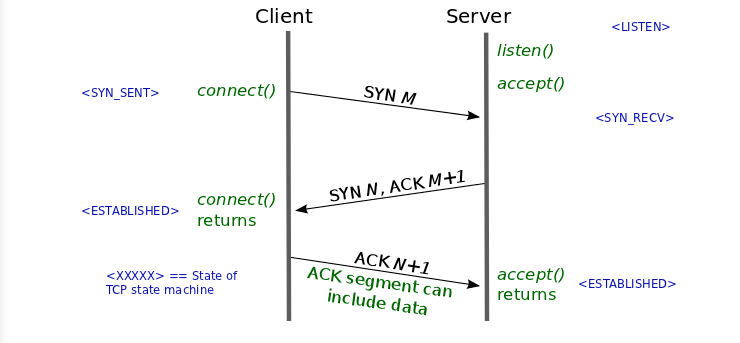 Client
Server
<LISTEN>
listen()
accept()
<SYN_SENT>
connect()
SYN M
<SYN_RECV>
SYN N, ACK M+1
connect()
returns
<ESTABLISHED>
ACK N+1
ACK segment can
include data
<XXXXX> == State of
TCP state machine
accept()
returns
<ESTABLISHED>